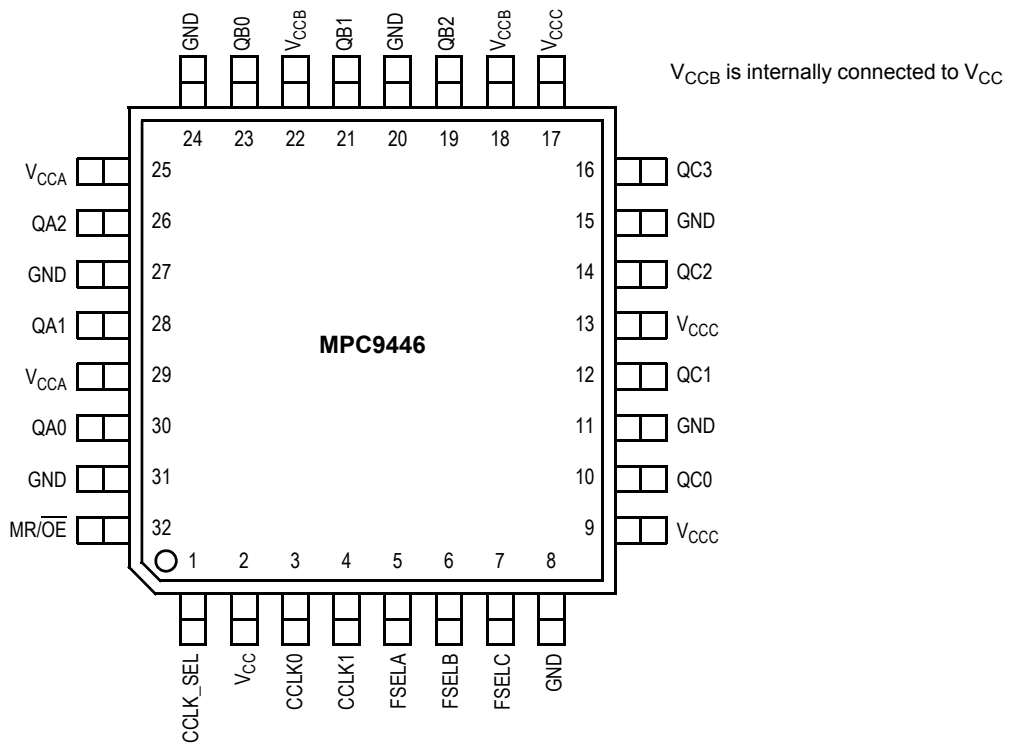 GND
QB0
VCCB
QB1
GND
QB2
VCCB
VCCC
VCCB is internally connected to VCC
24 23 22 21 20 19 18 17
VCCA 25
QA2 26
GND 27
QA1 28
VCCA 29
QA0 30
GND 31
MR/OE 32
MPC9446
16 QC3
15 GND
14 QC2
13 VCCC
12 QC1
11 GND
10 QC0
9 VCCC
1 2 3 4 5 6 7 8
CCLK_SEL
VCC
CCLK0
CCLK1
FSELA
FSELB
FSELC
GND